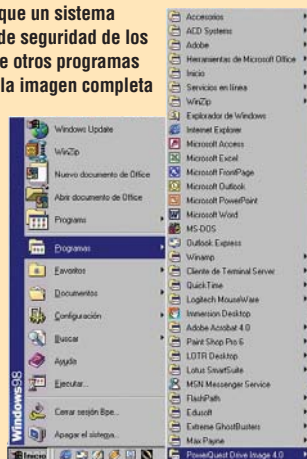 que un sistema
de seguridad de los
e otros programas
la imagen completa
Accesorios
ACD Systems
Adobe
Herramientas de Microsoft Office
Inicio
Servicios en línea
WinZip
Explorador de Windows
Internet Explorer
Microsoft Access
Microsoft Excel
Microsoft FrontPage
Microsoft Outlook
Microsoft PowerPoint
Microsoft Word
MS-DOS
Outlook Express
Winamp
Cliente de Terminal Server
QuickTime
Logitech MouseWare
Immersion Desktop
Adobe Acrobat 4.0
Paint Shop Pro 6
LOTR Desktop
Lotus SmartSuite
MSN Messenger Service
FlashPath
Edusoft
Extreme GhostBusters
Max Payne
PowerQuest Drive Image 4.0
Windows Update
WinZip
Nuevo documento de Office
Abrir documento de Office
Programs
Programas
Favoritos
Documentos
Configuración
Buscar
Ayuda
Ejecutar...
Cerrar sesión Bpe...
Apagar el sistema...
Windows98
Inicio